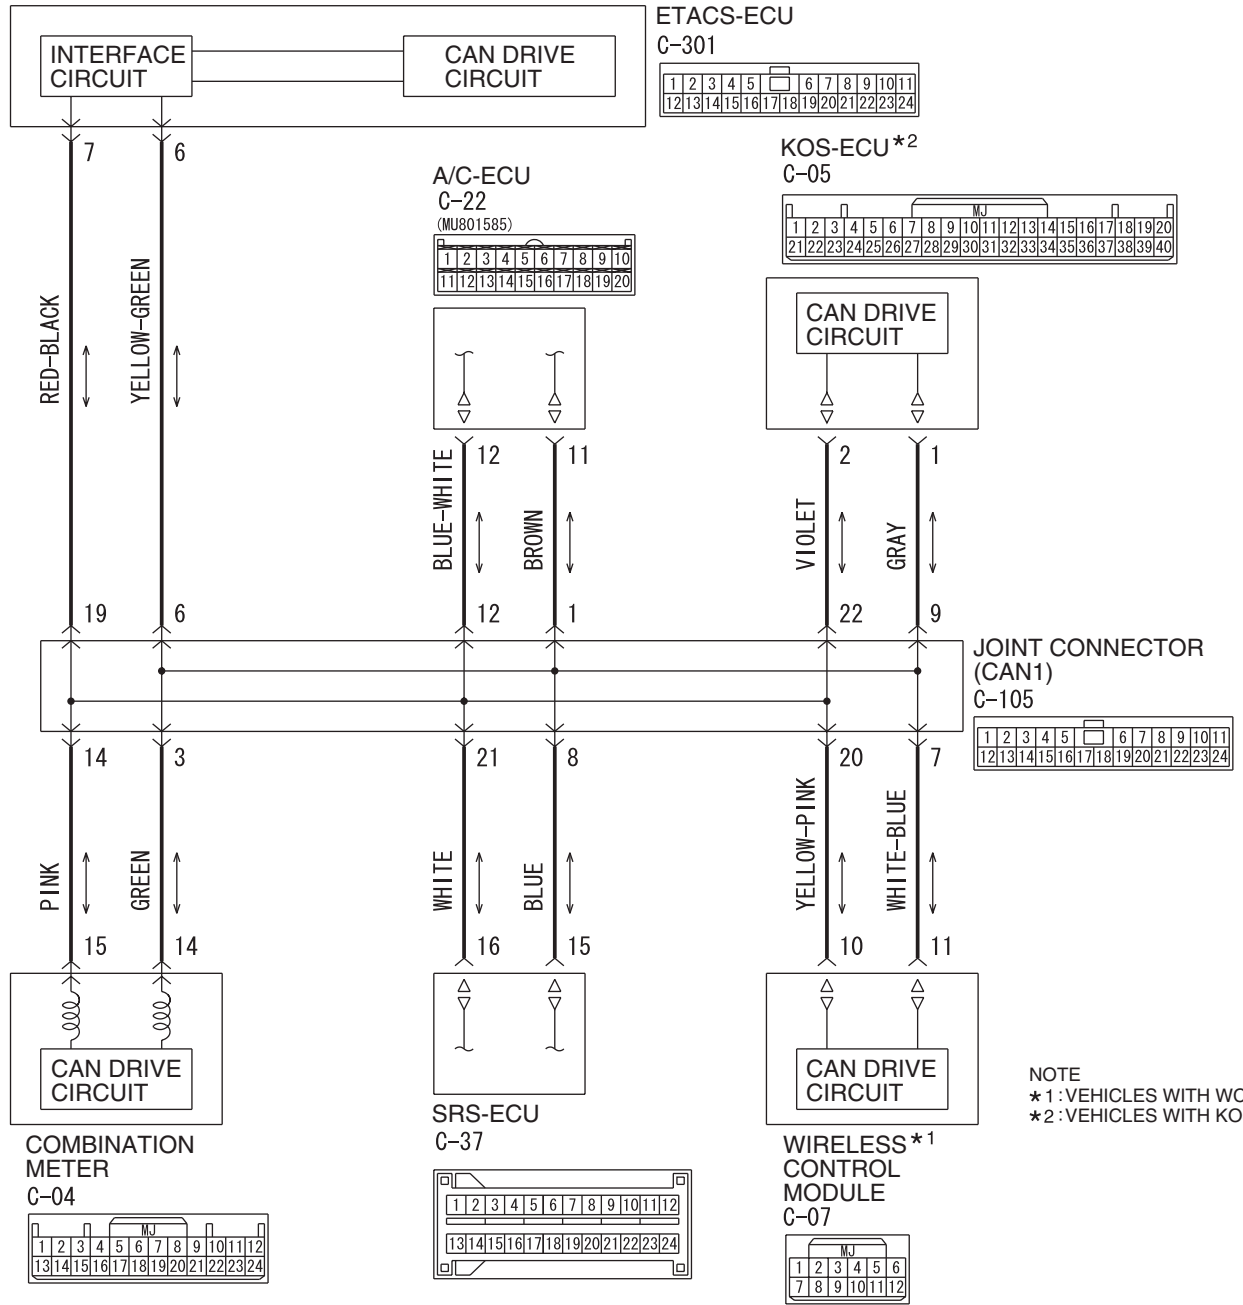 ETACS-ECU
C-301
INTERFACE
CIRCUIT
CAN DRIVE
CIRCUIT
1 2 3 4 5 6 7 8 9 10 11
12 13 14 15 16 17 18 19 20 21 22 23 24
7
6
KOS-ECU*2
C-05
MJ
1 2 3 4 5 6 7 8 9 10 11 12 13 14 15 16 17 18 19 20
21 22 23 24 25 26 27 28 29 30 31 32 33 34 35 36 37 38 39 40
A/C-ECU
C-22
(MU801585)
1 2 3 4 5 6 7 8 9 10
11 12 13 14 15 16 17 18 19 20
CAN DRIVE
CIRCUIT
RED-BLACK
YELLOW-GREEN
12
11
2
1
BLUE-WHITE
BROWN
VIOLET
GRAY
19
6
12
1
22
9
JOINT CONNECTOR
(CAN1)
C-105
1 2 3 4 5 6 7 8 9 10 11
12 13 14 15 16 17 18 19 20 21 22 23 24
14
3
21
8
20
7
PINK
GREEN
WHITE
BLUE
YELLOW-PINK
WHITE-BLUE
15
14
16
15
10
11
CAN DRIVE
CIRCUIT
CAN DRIVE
CIRCUIT
NOTE
*1:VEHICLES WITH
*2:VEHICLES WITH
COMBINATION
METER
C-04
MJ
1 2 3 4 5 6 7 8 9 10 11 12
13 14 15 16 17 18 19 20 21 22 23 24
SRS-ECU
C-37
1 2 3 4 5 6 7 8 9 10 11 12
13 14 15 16 17 18 19 20 21 22 23 24
WIRELESS*1
CONTROL
MODULE
C-07
MJ
1 2 3 4 5 6
7 8 9 10 11 12